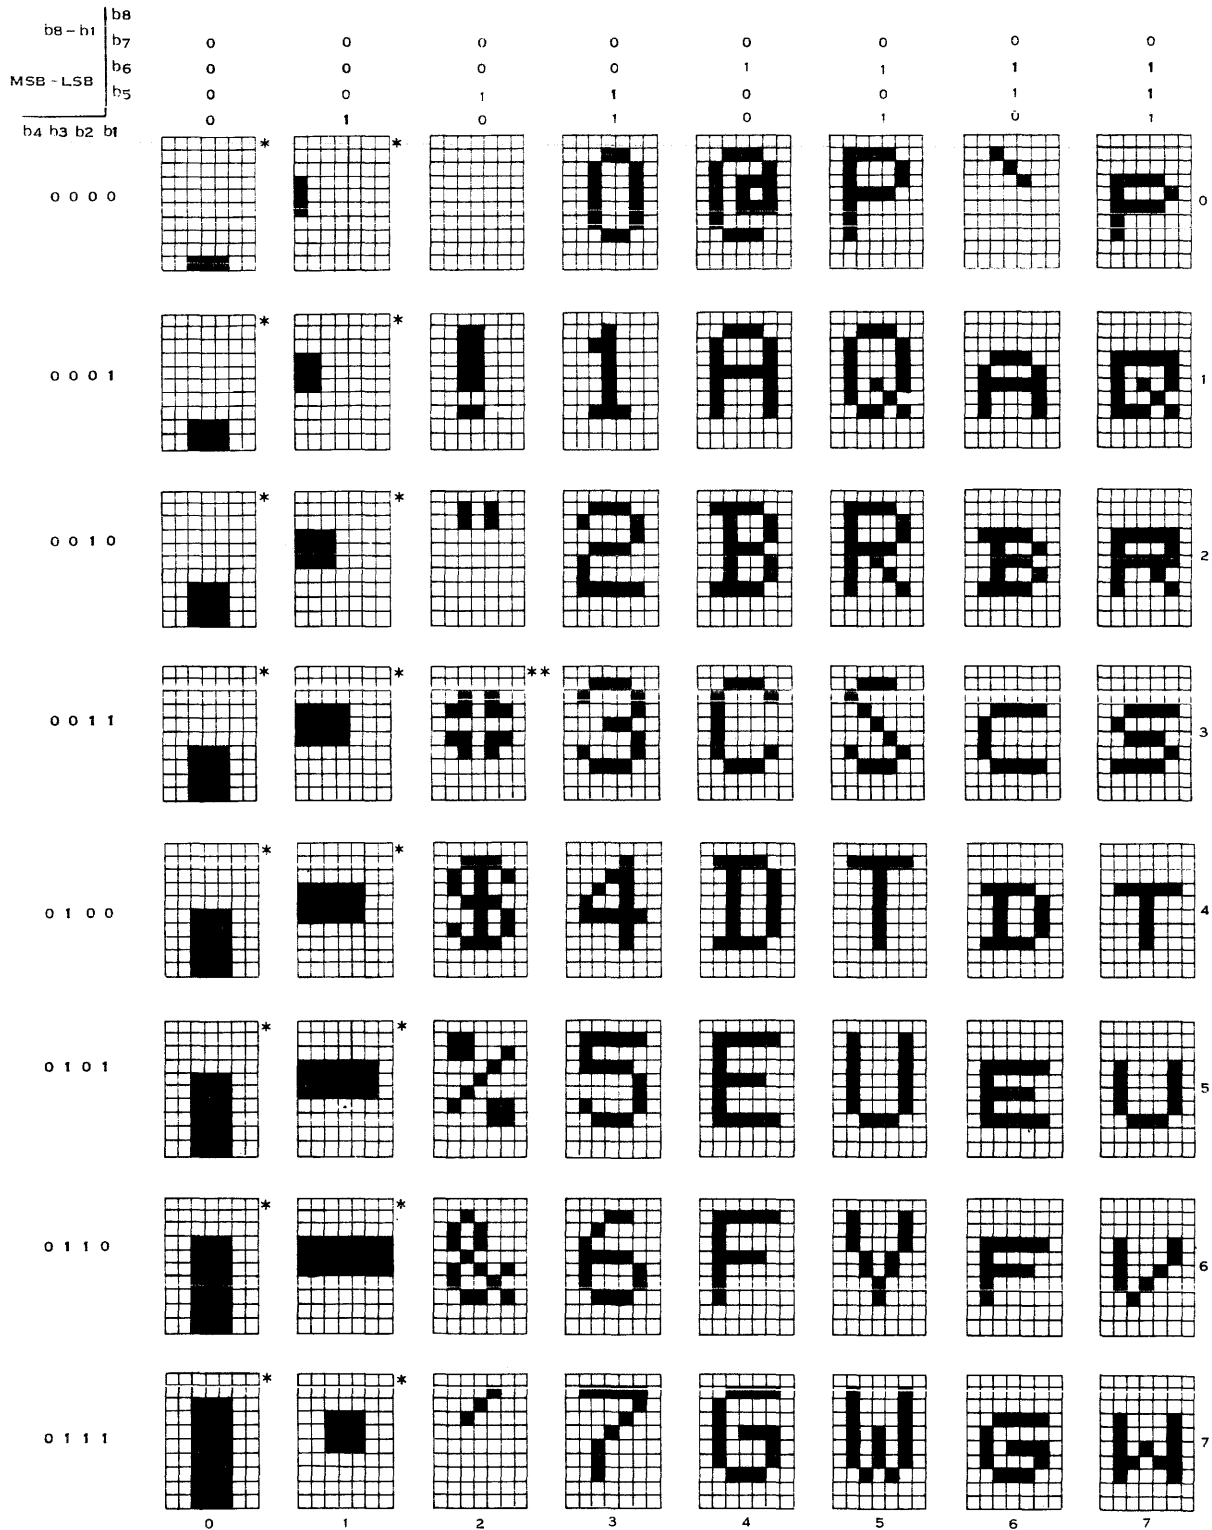 b8
b8-b1
b7 0 0 0 0 0 0 0 0
b6 0 0 0 0 1 1 1 1
MSB-LSB
b5 0 0 1 1 0 0 1 1
0 1 0 1 0 1 0 1
b4 b3 b2 b1
* *
0 0 0 0 0 @ P ` P 0
* *
0 0 0 1 ! 1 A Q A Q 1
* *
0 0 1 0 " 2 B R B R 2
* * **
0 0 1 1 # 3 C S C S 3
* *
0 1 0 0 $ 4 D T D T 4
* *
0 1 0 1 % 5 E U E U 5
* *
0 1 1 0 & 6 F V F V 6
* *
0 1 1 1 ' 7 G W G W 7
0 1 2 3 4 5 6 7